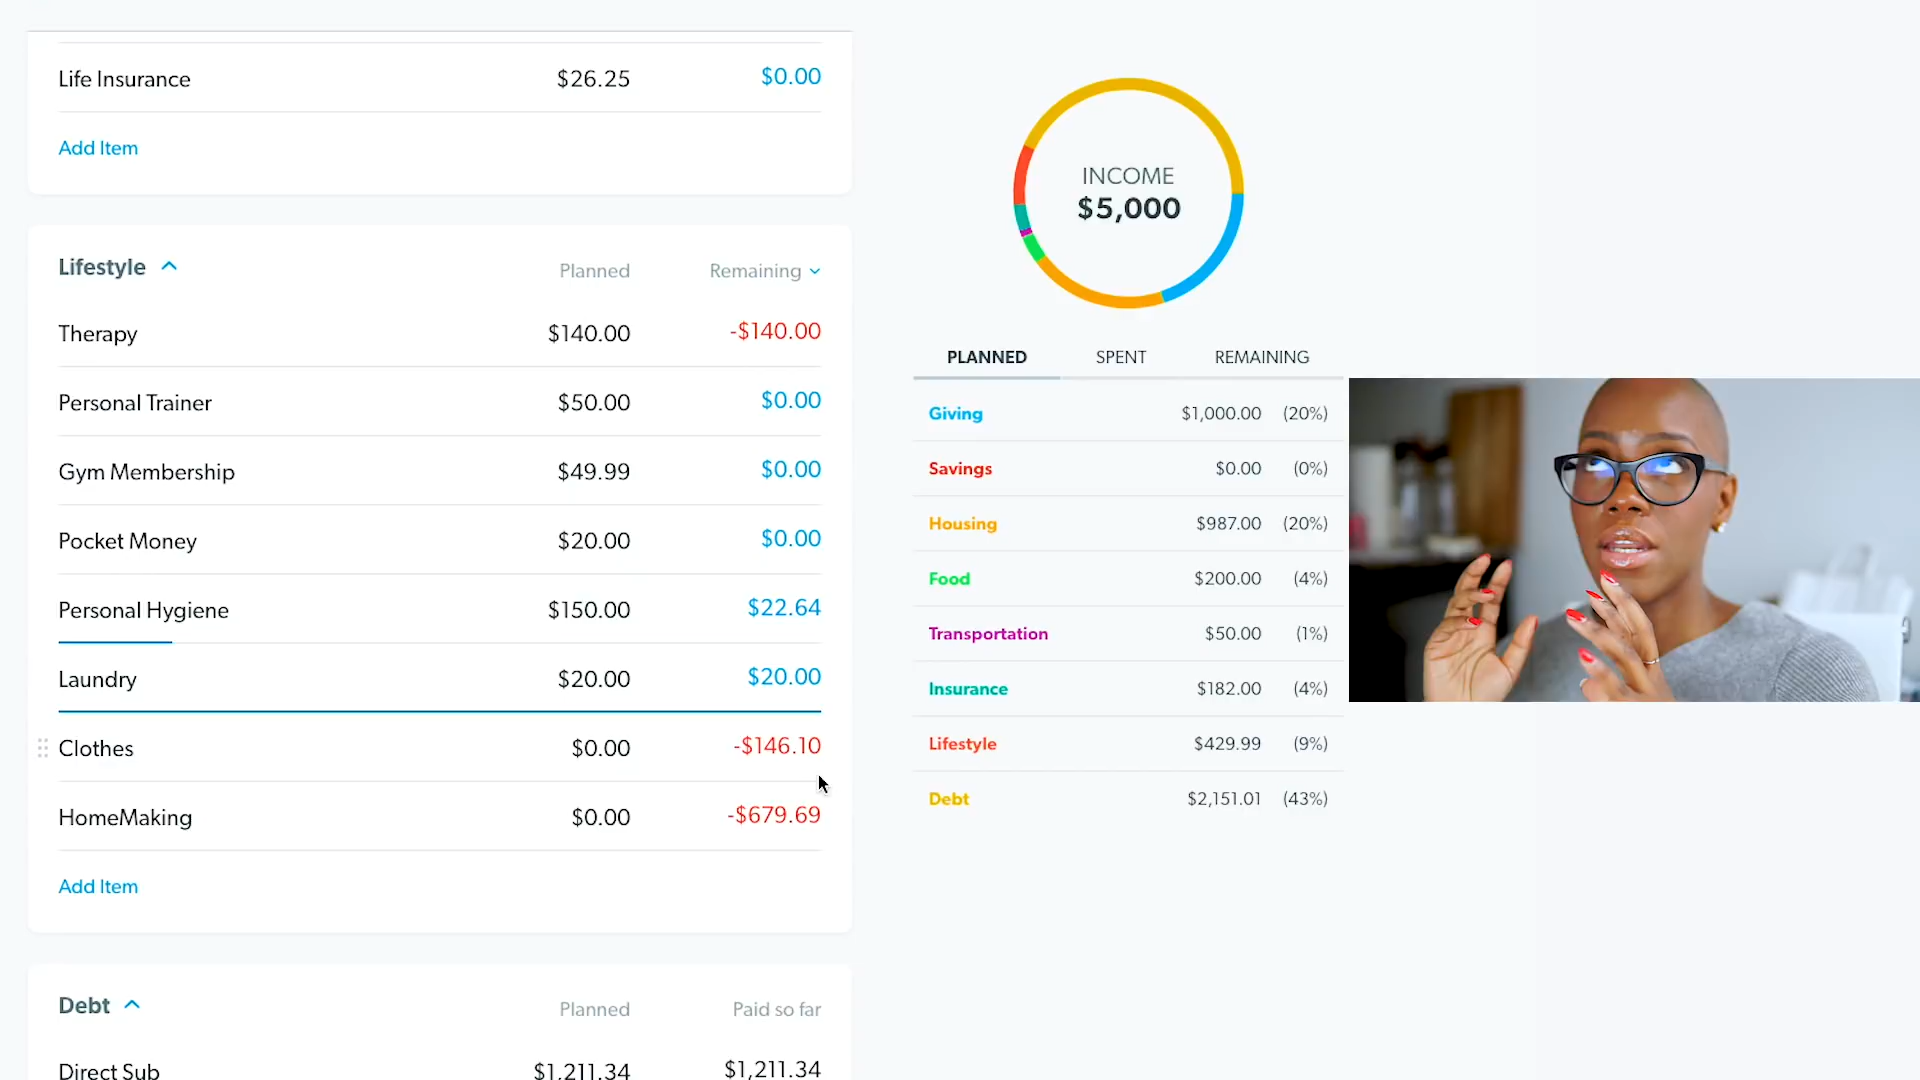 Life Insurance $26.25 $0.00
Add Item
Lifestyle Planned Remaining
Therapy $140.00 -$140.00
Personal Trainer $50.00 $0.00
Gym Membership $49.99 $0.00
Pocket Money $20.00 $0.00
Personal Hygiene $150.00 $22.64
Laundry $20.00 $20.00
Clothes $0.00 -$146.10
HomeMaking $0.00 -$679.69
Add Item
Debt Planned Paid so far
Direct Sub $1,211.34 $1,211.34
INCOME
$5,000
PLANNED SPENT REMAINING
Giving $1,000.00 (20%)
Savings $0.00 (0%)
Housing $987.00 (20%)
Food $200.00 (4%)
Transportation $50.00 (1%)
Insurance $182.00 (4%)
Lifestyle $429.99 (9%)
Debt $2,151.01 (43%)